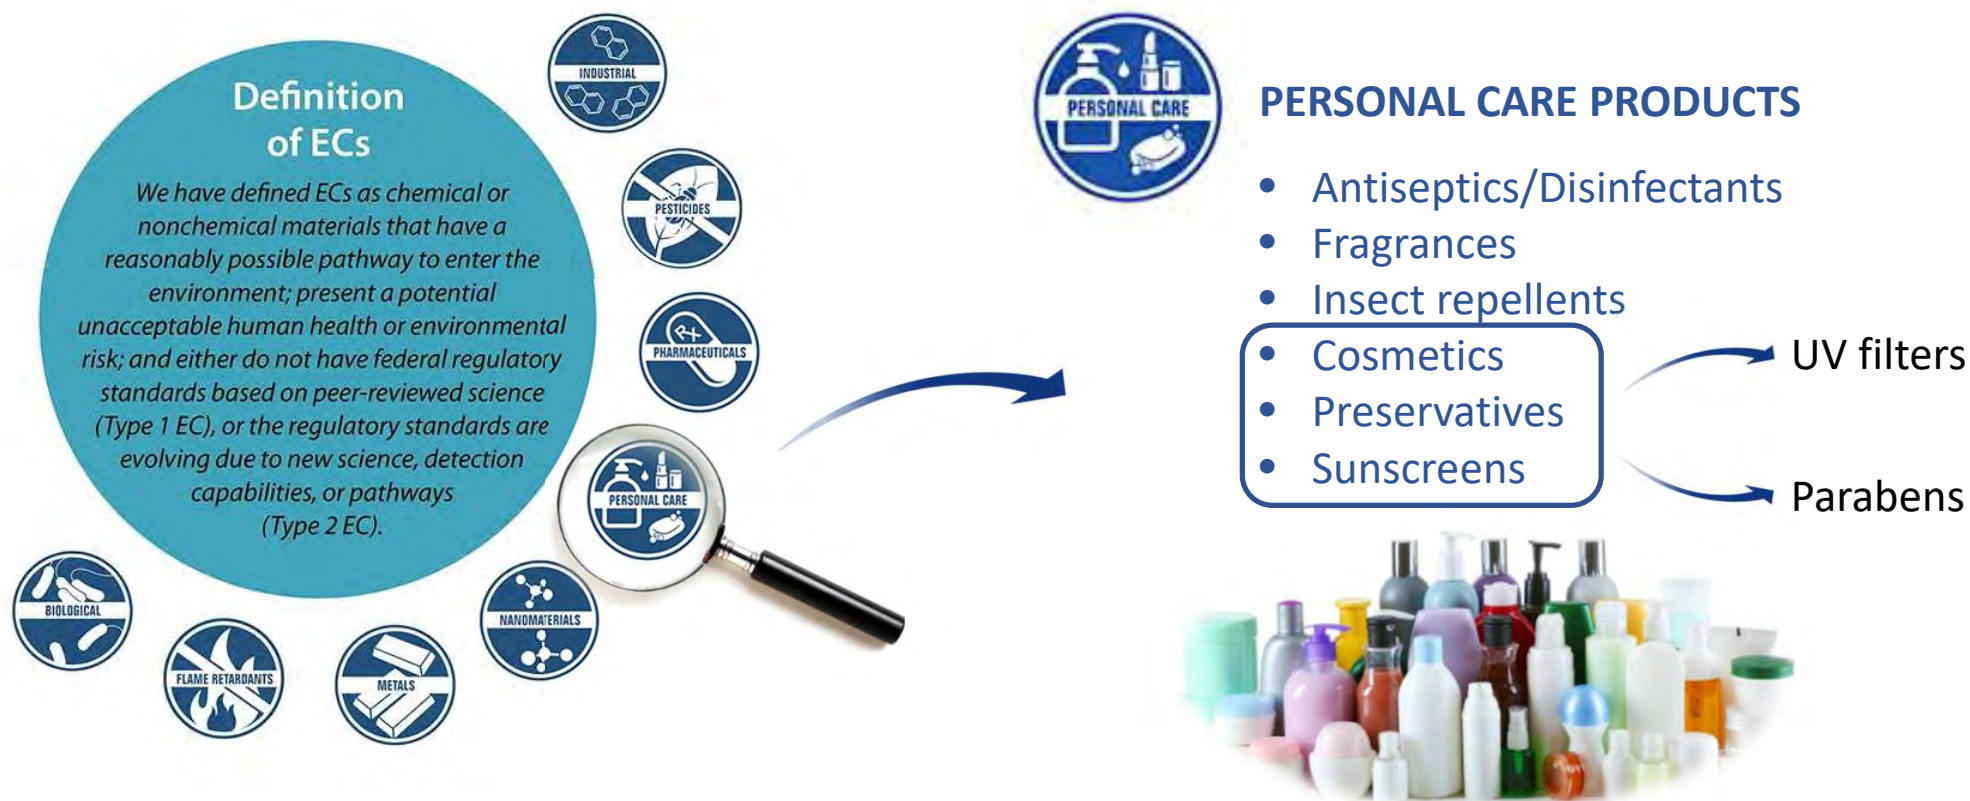 Definition
of ECs
We have defined ECs as chemical or
nonchemical materials that have a
reasonably possible pathway to enter the
environment; present a potential
unacceptable human health or environmental
risk; and either do not have federal regulatory
standards based on peer-reviewed science
(Type 1 EC), or the regulatory standards are
evolving due to new science, detection
capabilities, or pathways
(Type 2 EC).
INDUSTRIAL
PESTICIDES
Rx
PHARMACEUTICALS
PERSONAL CARE
NANOMATERIALS
METALS
FLAME RETARDANTS
BIOLOGICAL
PERSONAL CARE
PERSONAL CARE PRODUCTS
• Antiseptics/Disinfectants
• Fragrances
• Insect repellents
• Cosmetics
• Preservatives
• Sunscreens
UV filters
Parabens